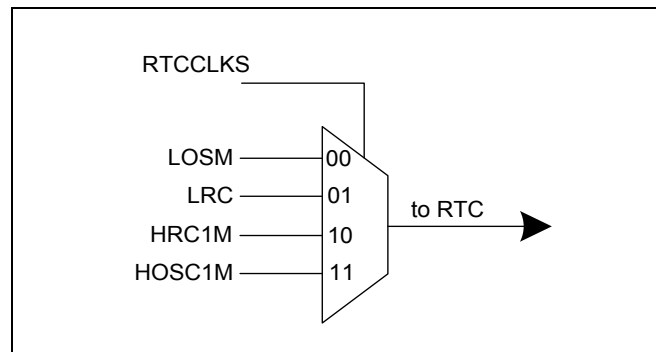 RTCCLKS
LOSM 00
LRC 01
to RTC
HRC1M 10
HOSC1M 11